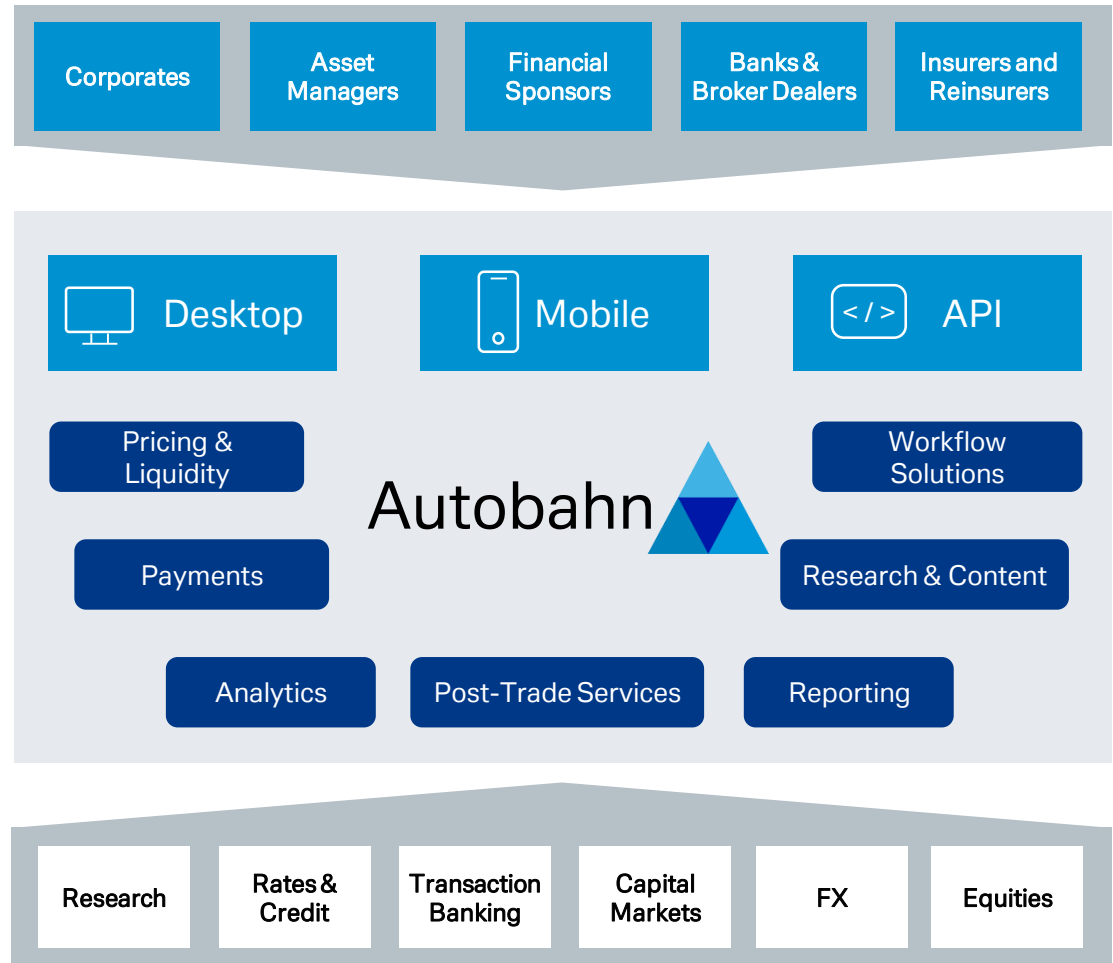 Corporates
Asset
Managers
Financial
Sponsors
Banks &
Broker Dealers
Insurers and
Reinsurers
Desktop
Mobile
</>
API
Pricing &
Liquidity
Workflow
Solutions
Autobahn
Payments
Research & Content
Analytics
Post-Trade Services
Reporting
Research
Rates &
Credit
Transaction
Banking
Capital
Markets
FX
Equities